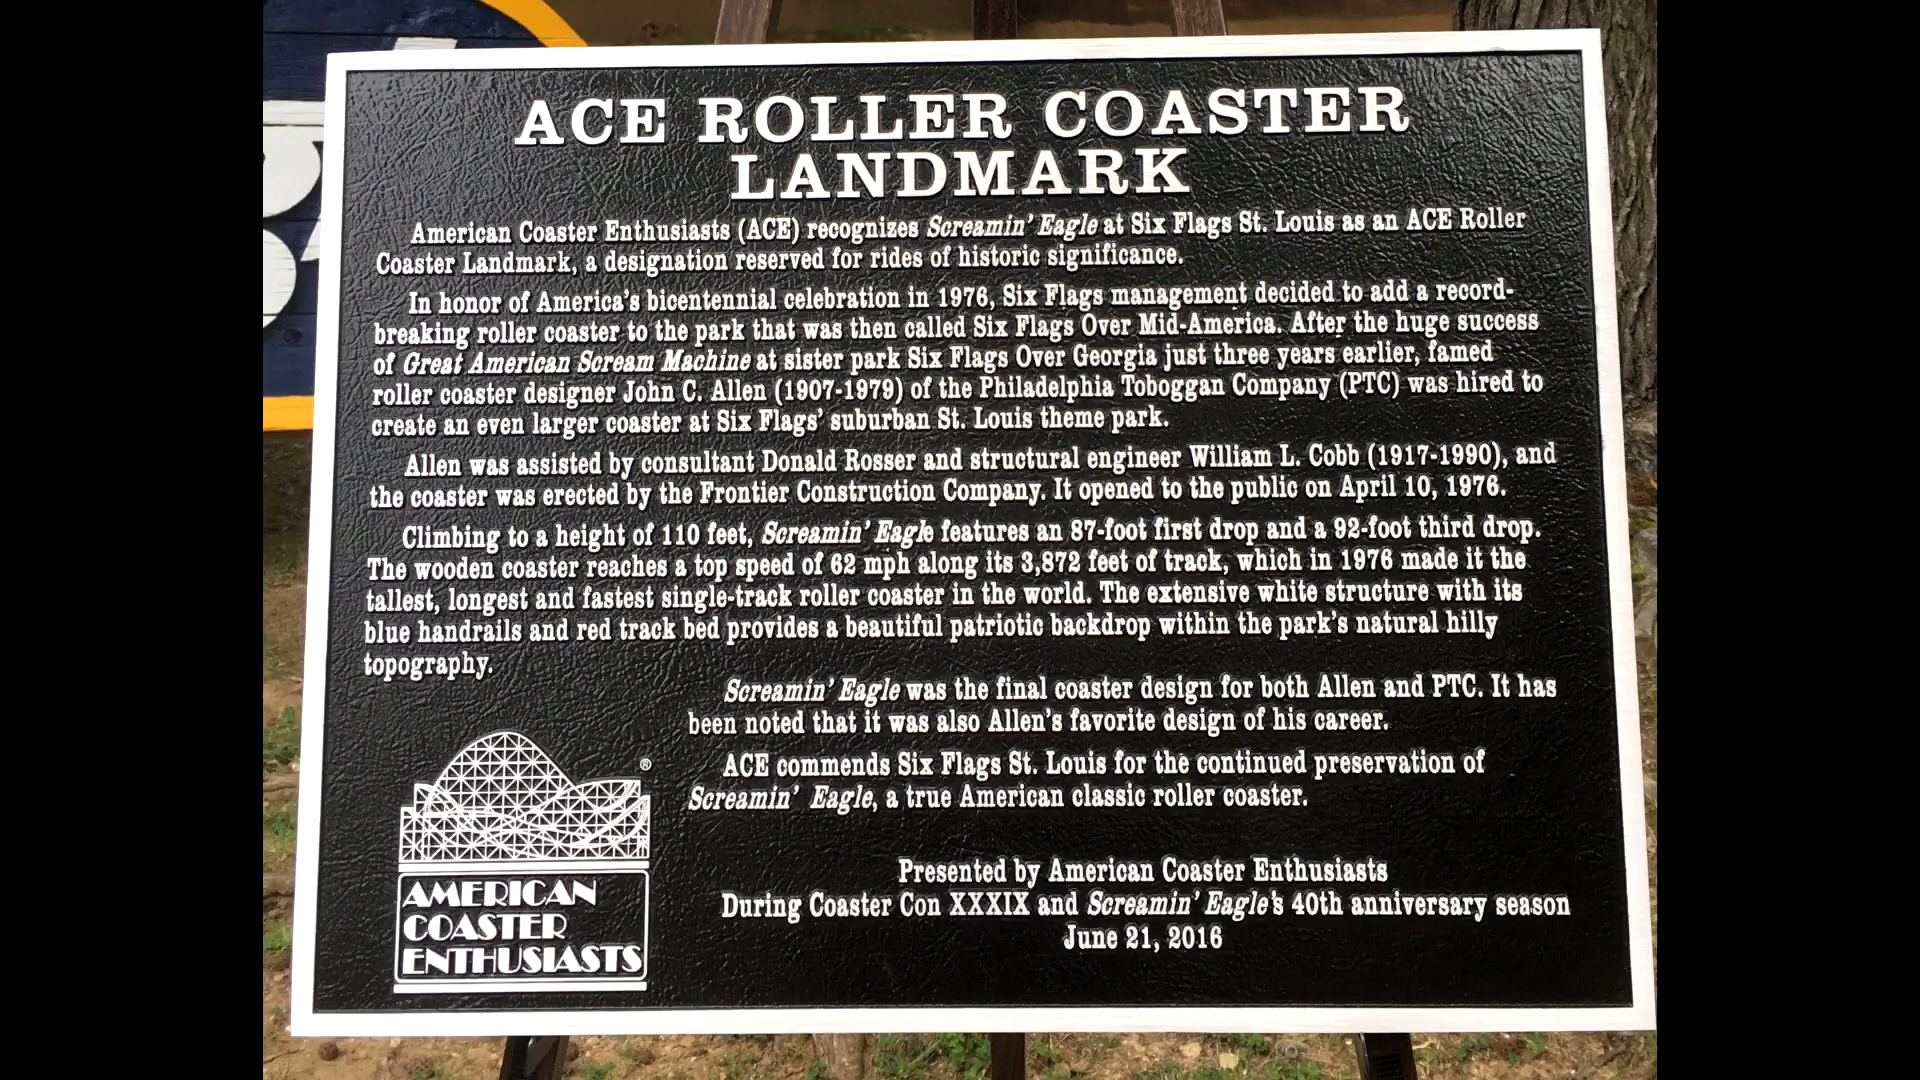 ACE ROLLER COASTER
LANDMARK
American Coaster Enthusiasts (ACE) recognizes Screamin' Eagle at Six Flags St. Louis as an ACE Roller
Coaster Landmark, a designation reserved for rides of historic significance.
In honor of America's bicentennial celebration in 1976, Six Flags management decided to add a record-
breaking roller coaster to the park that was then called Six Flags Over Mid-America. After the huge success
of Great American Scream Machine at sister park Six Flags Over Georgia just three years earlier, famed
roller coaster designer John C. Allen (1907-1979) of the Philadelphia Toboggan Company (PTC) was hired to
create an even larger coaster at Six Flags' suburban St. Louis theme park.
Allen was assisted by consultant Donald Rosser and structural engineer William L. Cobb (1917-1990), and
the coaster was erected by the Frontier Construction Company. It opened to the public on April 10, 1976.
Climbing to a height of 110 feet, Screamin' Eagle features an 87-foot first drop and a 92-foot third drop.
The wooden coaster reaches a top speed of 62 mph along its 3,872 feet of track, which in 1976 made it the
tallest, longest and fastest single-track roller coaster in the world. The extensive white structure with its
blue handrails and red track bed provides a beautiful patriotic backdrop within the park's natural hilly
topography.
Screamin' Eagle was the final coaster design for both Allen and PTC. It has
been noted that it was also Allen's favorite design of his career.
ACE commends Six Flags St. Louis for the continued preservation of
Screamin' Eagle, a true American classic roller coaster.
Presented by American Coaster Enthusiasts
During Coaster Con XXXIX and Screamin' Eagle's 40th anniversary season
June 21, 2016
®
AMERICAN
COASTER
ENTHUSIASTS